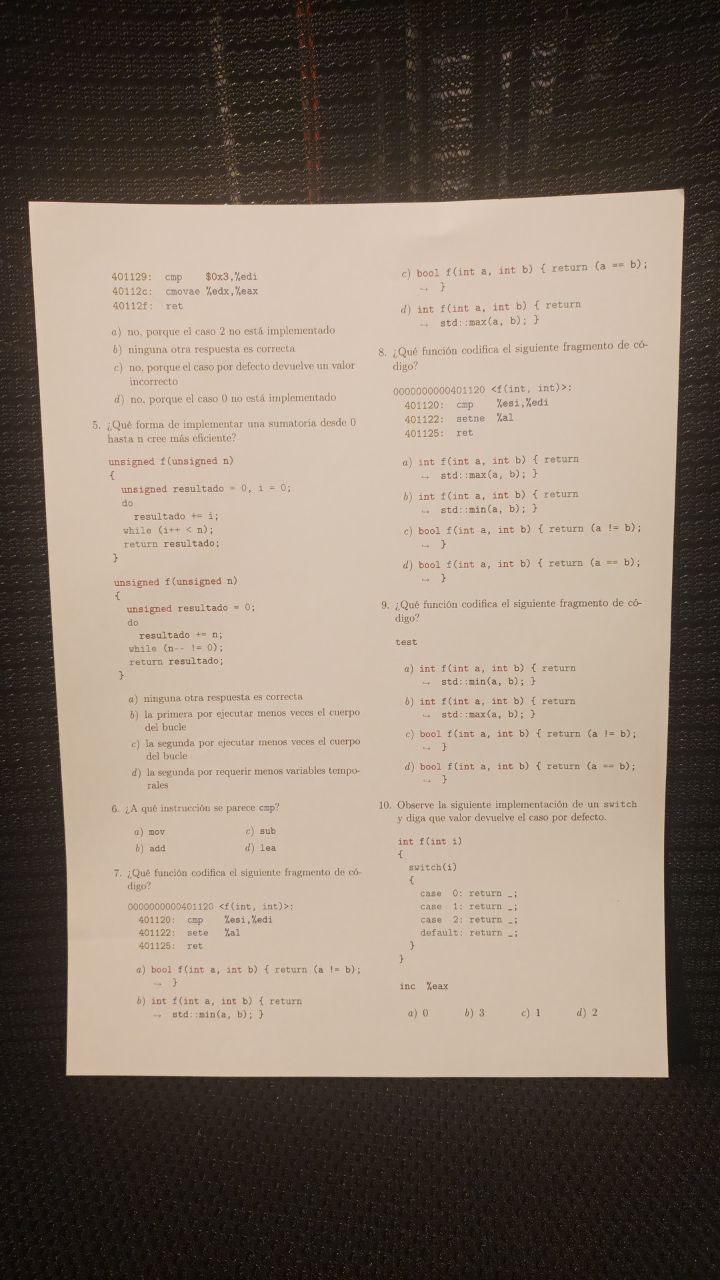 401129: cmp $0x3,%edi
40112c: cmovae %edx,%eax
40112f: ret
a) no, porque el caso 2 no está implementado
b) ninguna otra respuesta es correcta
c) no, porque el caso por defecto devuelve un valor
incorrecto
d) no, porque el caso 0 no está implementado
5. ¿Qué forma de implementar una sumatoria desde 0
hasta n cree más eficiente?
unsigned f(unsigned n)
{
unsigned resultado = 0, i = 0;
do
resultado += i;
while (i++ < n);
return resultado;
}
unsigned f(unsigned n)
{
unsigned resultado = 0;
do
resultado += n;
while (n-- != 0);
return resultado;
}
a) ninguna otra respuesta es correcta
b) la primera por ejecutar menos veces el cuerpo
del bucle
c) la segunda por ejecutar menos veces el cuerpo
del bucle
d) la segunda por requerir menos variables tempo-
rales
6. ¿A qué instrucción se parece cmp?
a) mov
b) add
c) sub
d) lea
7. ¿Qué función codifica el siguiente fragmento de có-
digo?
0000000000401120 <f(int, int)>:
401120: cmp %esi,%edi
401122: sete %al
401125: ret
a) bool f(int a, int b) { return (a != b);
↪ }
b) int f(int a, int b) { return
↪ std::min(a, b); }
c) bool f(int a, int b) { return (a == b);
↪ }
d) int f(int a, int b) { return
↪ std::max(a, b); }
8. ¿Qué función codifica el siguiente fragmento de có-
digo?
0000000000401120 <f(int, int)>:
401120: cmp %esi,%edi
401122: setne %al
401125: ret
a) int f(int a, int b) { return
↪ std::max(a, b); }
b) int f(int a, int b) { return
↪ std::min(a, b); }
c) bool f(int a, int b) { return (a != b);
↪ }
d) bool f(int a, int b) { return (a == b);
↪ }
9. ¿Qué función codifica el siguiente fragmento de có-
digo?
test
a) int f(int a, int b) { return
↪ std::min(a, b); }
b) int f(int a, int b) { return
↪ std::max(a, b); }
c) bool f(int a, int b) { return (a != b);
↪ }
d) bool f(int a, int b) { return (a == b);
↪ }
10. Observe la siguiente implementación de un switch
y diga que valor devuelve el caso por defecto.
int f(int i)
{
switch(i)
{
case 0: return _;
case 1: return _;
case 2: return _;
default: return _;
}
}
inc %eax
a) 0 b) 3 c) 1 d) 2